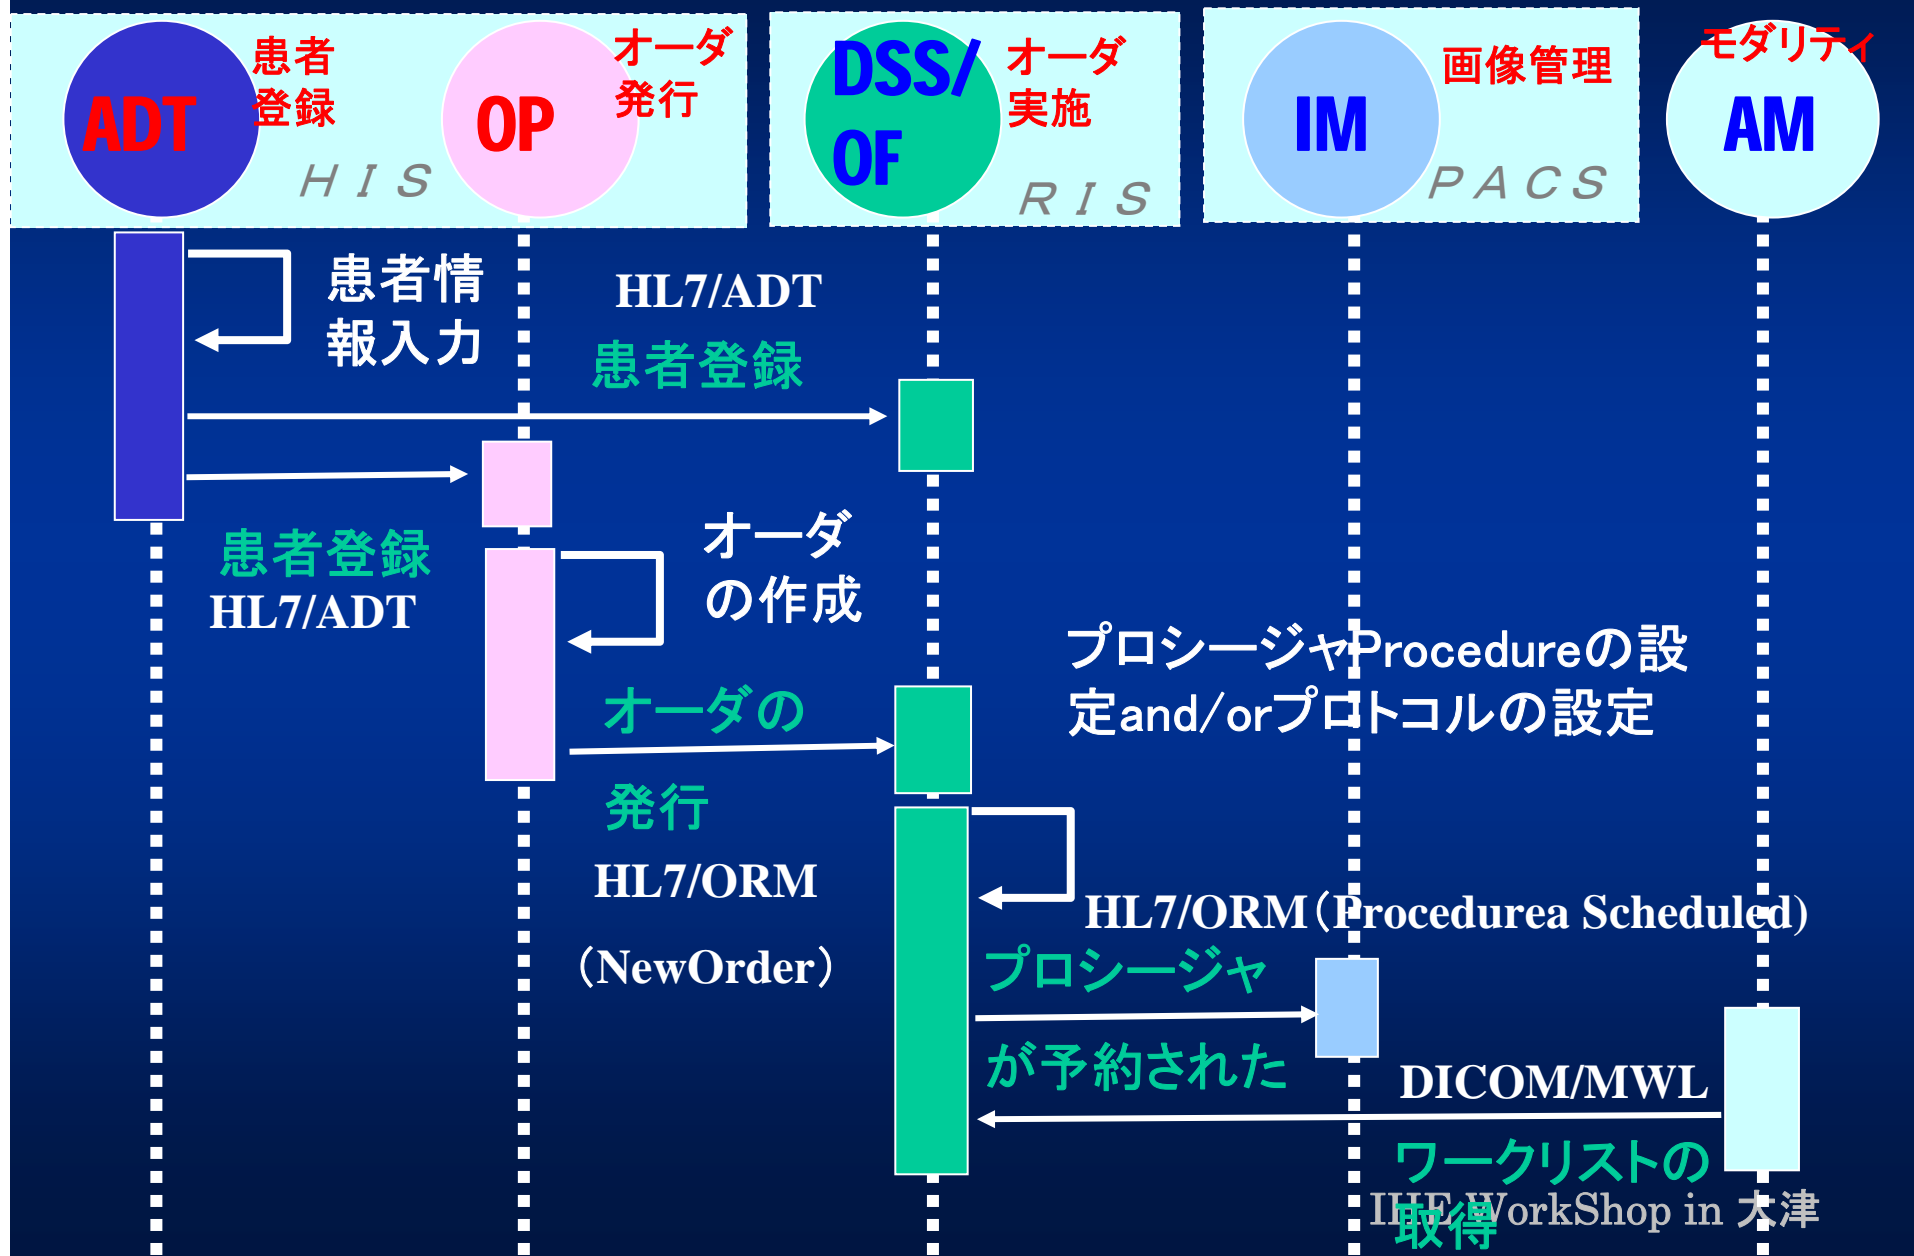 ADT
患者
登録
ＨＩＳ
OP
オーダ
発行
DSS/
OF
オーダ
実施
ＲＩＳ
IM
画像管理
ＰＡＣＳ
モダリティ
AM
患者情
報入力
HL7/ADT
患者登録
患者登録
HL7/ADT
オーダ
の作成
オーダの
発行
HL7/ORM
（NewOrder）
プロシージャProcedureの設
定and/orプロトコルの設定
HL7/ORM（Procedurea Scheduled)
プロシージャ
が予約された
DICOM/MWL
ワークリストの
取得
IHE WorkShop in 大津